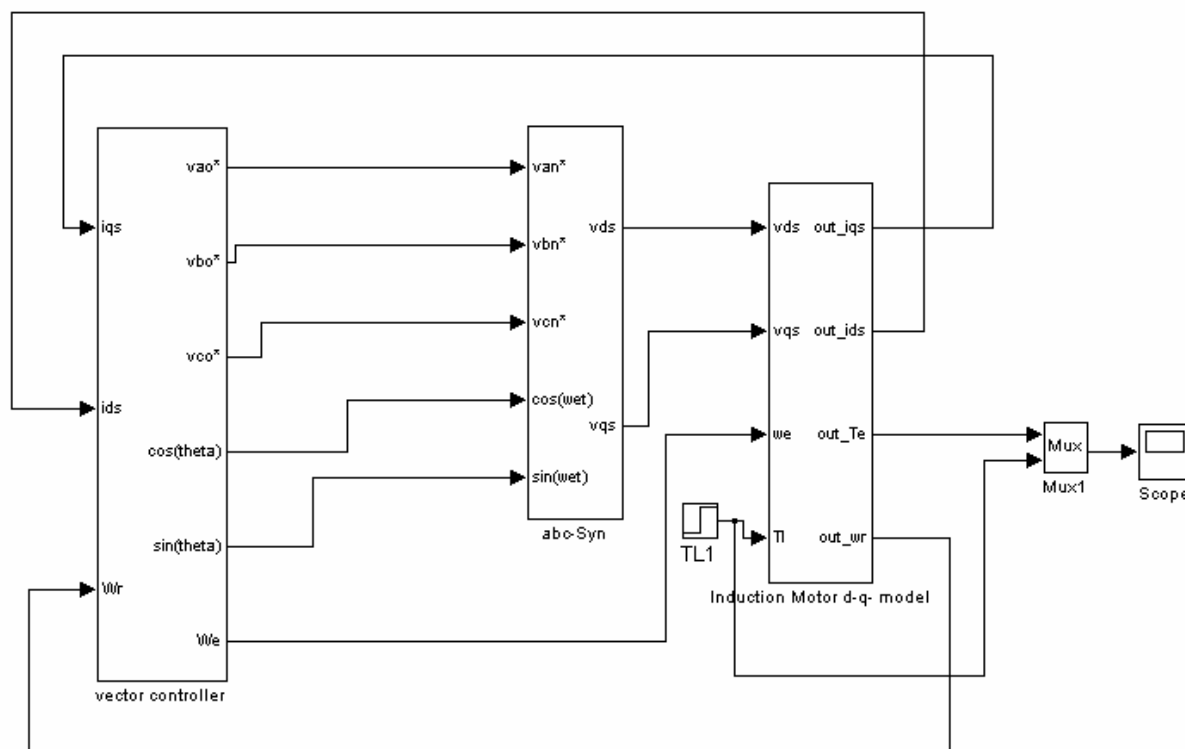 vao*
iqs
vbo*
vco*
ids
cos(theta)
sin(theta)
Wr
We
vector controller
van*
vds
vbn*
vcn*
cos(wet)
vqs
sin(wet)
abc-Syn
vds
out_iqs
vqs
out_ids
we
out_Te
Tl
out_wr
TL1
Induction Motor d-q- model
Mux
Mux1
Scope